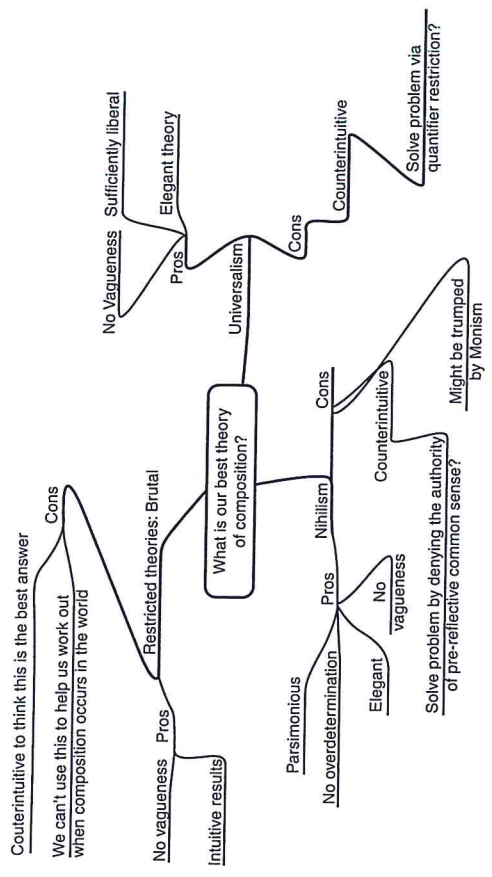 What is our best theory
of composition?
Restricted theories: Brutal
Cons
Couterintuitive to think this is the best answer
We can't use this to help us work out
when composition occurs in the world
Pros
No vagueness
Intuitive results
Universalism
Pros
No Vagueness
Sufficiently liberal
Elegant theory
Cons
Counterintuitive
Solve problem via
quantifier restriction?
Nihilism
Pros
Parsimonious
No overdetermination
Elegant
No
vagueness
Cons
Counterintuitive
Solve problem by denying the authority
of pre-reflective common sense?
Might be trumped
by Monism